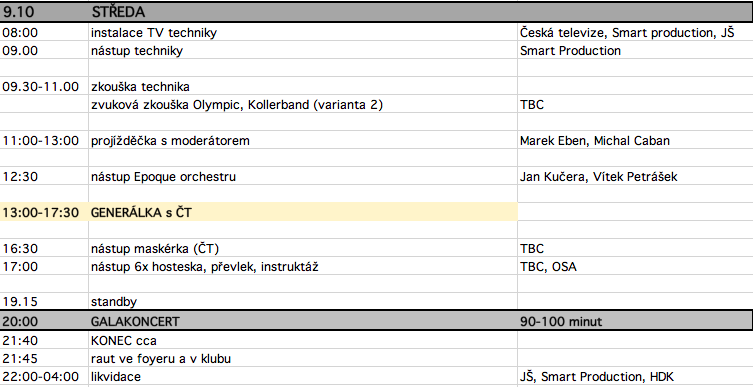 9.10 STŘEDA
08:00 instalace TV techniky Česká televize, Smart production, JŠ
09.00 nástup techniky Smart Production
09.30-11.00 zkouška technika
zvuková zkouška Olympic, Kollerband (varianta 2) TBC
11:00-13:00 projížděčka s moderátorem Marek Eben, Michal Caban
12:30 nástup Epoque orchestru Jan Kučera, Vítek Petrášek
13:00-17:30 GENERÁLKA s ČT
16:30 nástup maskérka (ČT) TBC
17:00 nástup 6x hosteska, převlek, instruktáž TBC, OSA
19.15 standby
20:00 GALAKONCERT 90-100 minut
21:40 KONEC cca
21:45 raut ve foyeru a v klubu
22:00-04:00 likvidace JŠ, Smart Production, HDK